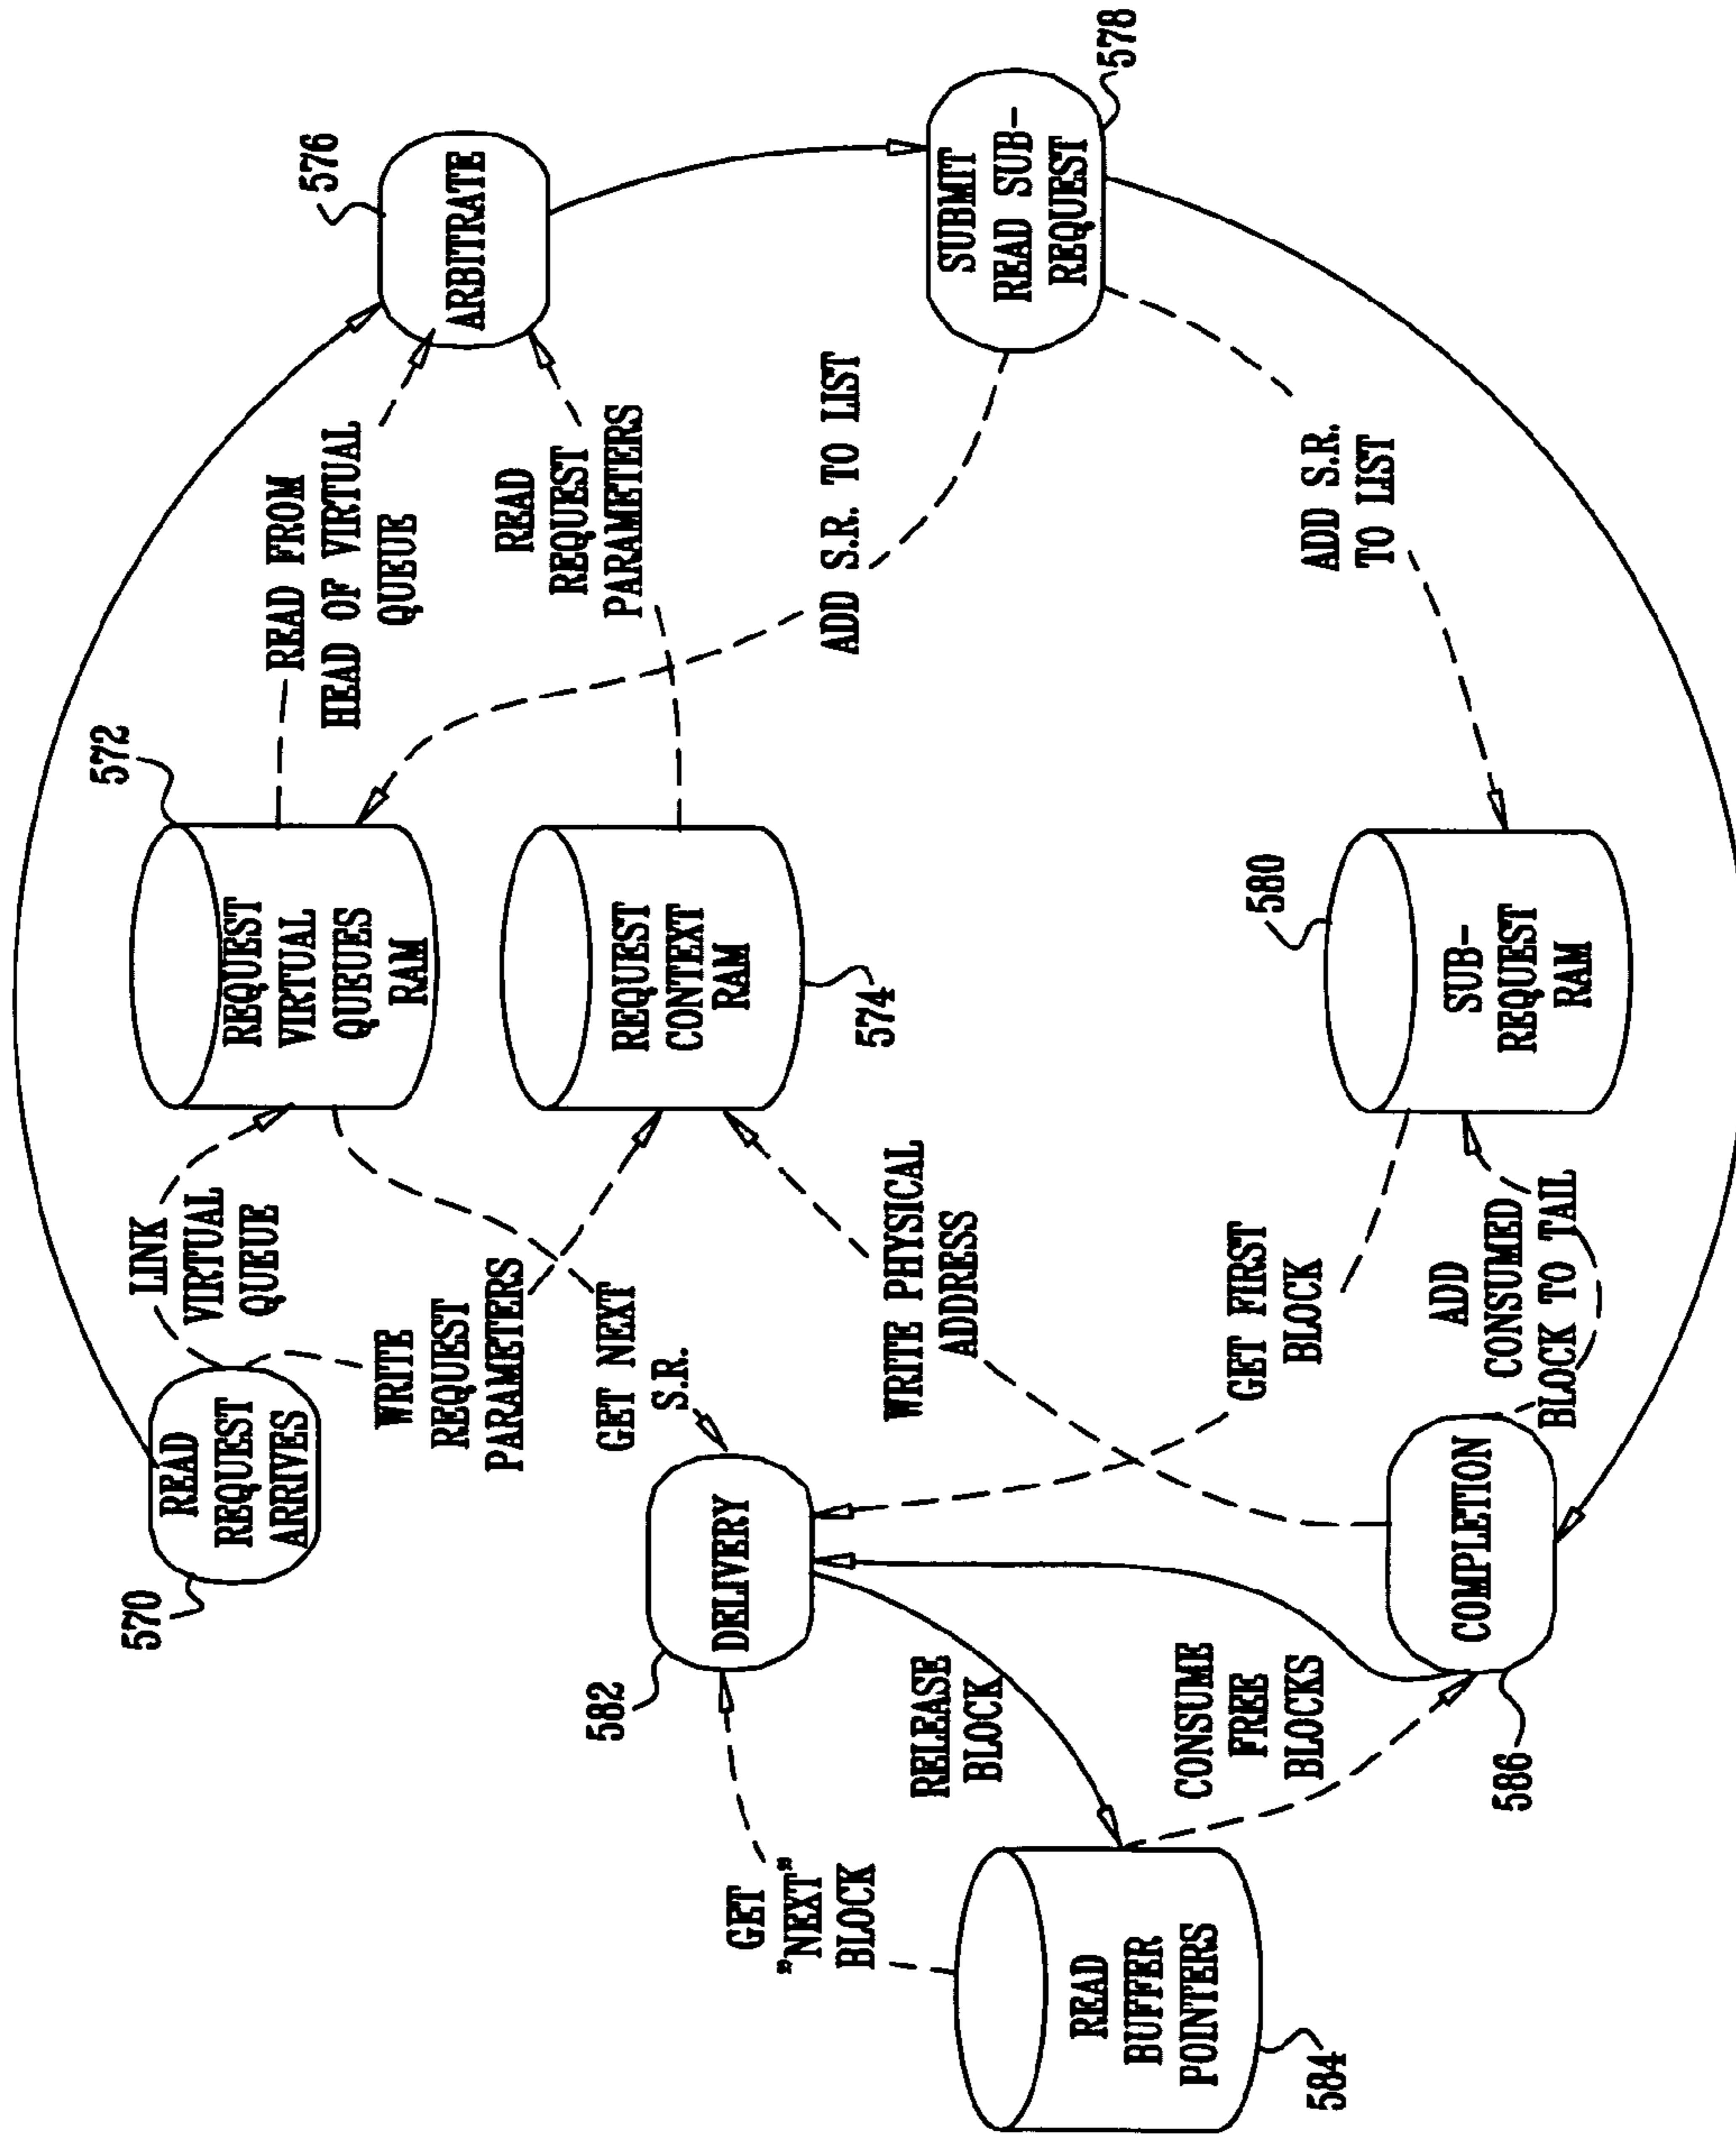 570
READ
REQUEST
ARRIVES
LINK
VIRTUAL
QUEUE
WRITE
REQUEST
PARAMETERS
572
REQUEST
VIRTUAL
QUEUES
RAM
READ FROM
HEAD OF VIRTUAL
QUEUE
576
ARBITRATE
READ
REQUEST
PARAMETERS
REQUEST
CONTEXT
RAM
574
GET NEXT
S.R.
582
DELIVERY
GET
"NEXT"
BLOCK
ADD S.R. TO LIST
SUBMIT
READ SUB-
REQUEST
578
WRITE PHYSICAL
ADDRESS
RELEASE
BLOCK
READ
BUFFER
POINTERS
584
CONSUME
FREE
BLOCKS
GET FIRST
BLOCK
580
SUB-
REQUEST
RAM
ADD S.R.
TO LIST
ADD
CONSUMED
BLOCK TO TAIL
COMPLETION
586